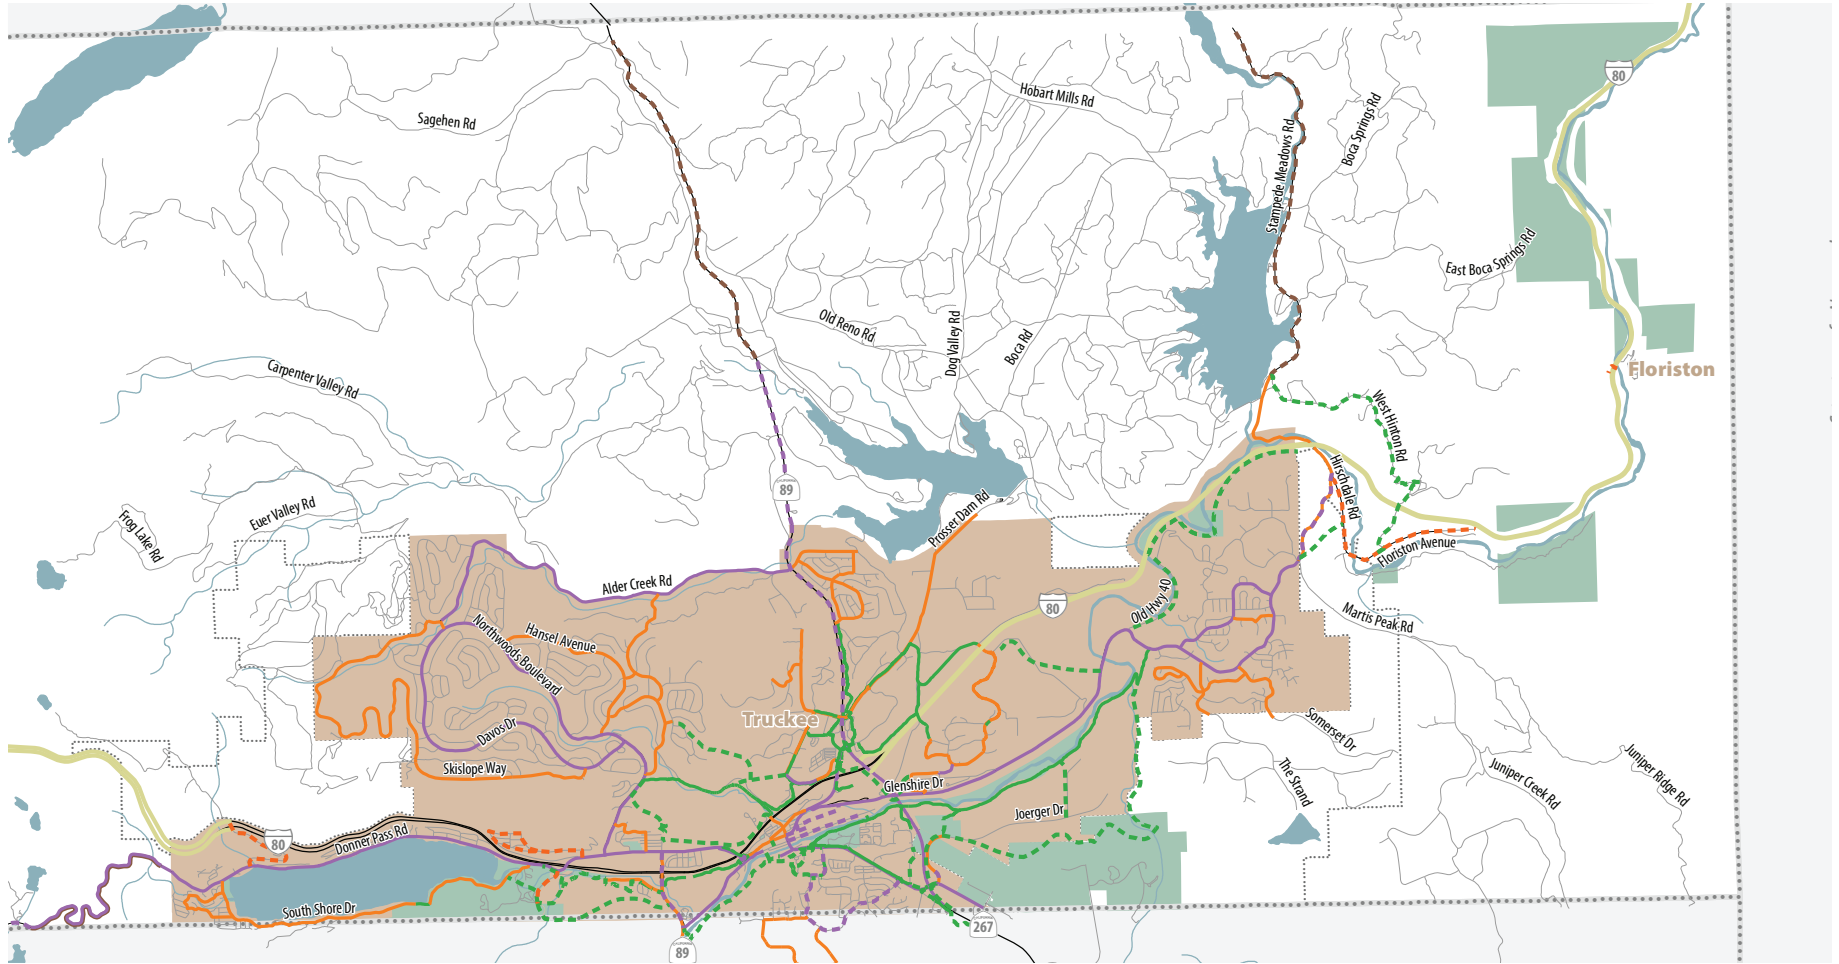 80
Hobart Mills Rd
Sagehen Rd
Boca Springs Rd
Stampede Meadows Rd
East Boca Springs Rd
Old Reno Rd
Dog Valley Rd
Boca Rd
Floriston
Carpenter Valley Rd
West Hinton Rd
Hirschdale Rd
CALIFORNIA
89
Prosser Dam Rd
Euer Valley Rd
Frog Lake Rd
Floriston Avenue
Alder Creek Rd
80
Old Hwy 40
Martis Peak Rd
Northwoods Boulevard
Hansel Avenue
Truckee
Davos Dr
Somerset Dr
Skislope Way
Glenshire Dr
The Strand
Juniper Creek Rd
Juniper Ridge Rd
Joerger Dr
80
Donner Pass Rd
South Shore Dr
CALIFORNIA
267
CALIFORNIA
89